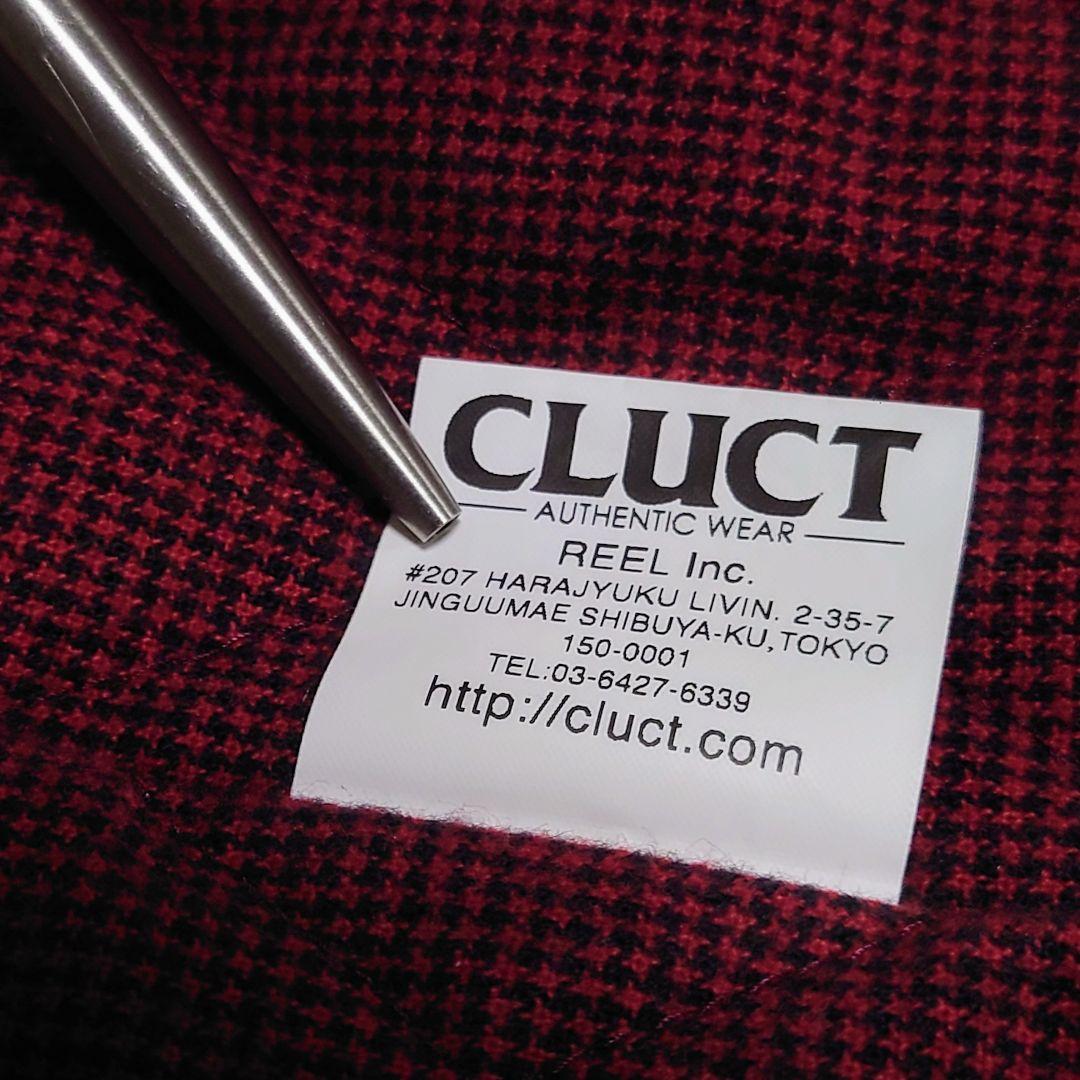 CLUCT
AUTHENTIC WEAR
REEL Inc.
#207 HARAJYUKU LIVIN. 2-35-7
JINGUUMAE SHIBUYA-KU,TOKYO
150-0001
TEL:03-6427-6339
http://cluct.com